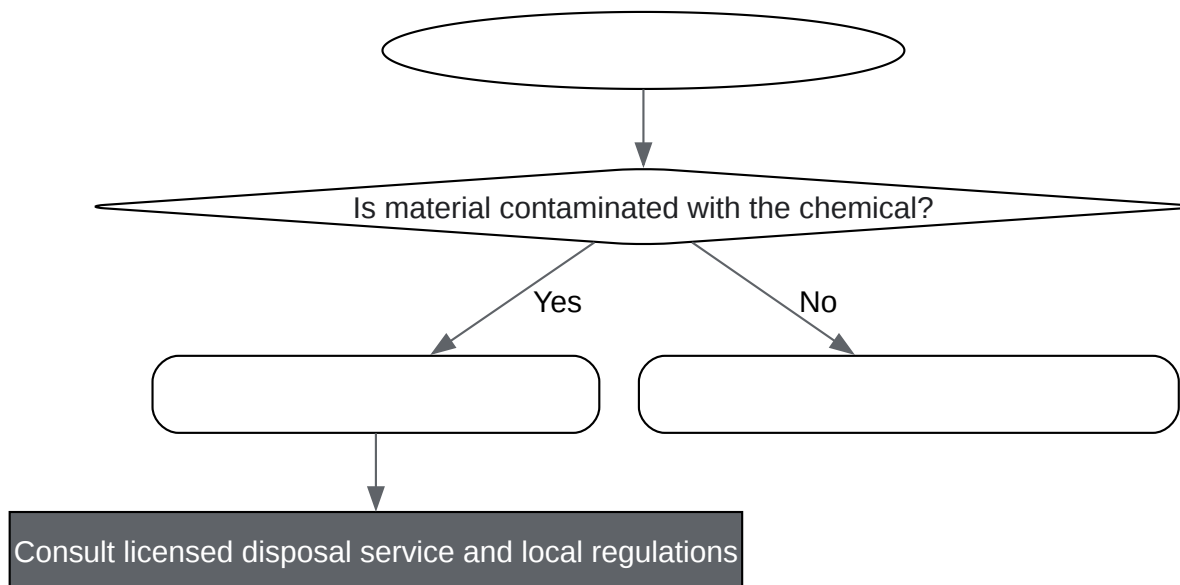 Is material contaminated with the chemical?
Yes
No
Consult licensed disposal service and local regulations